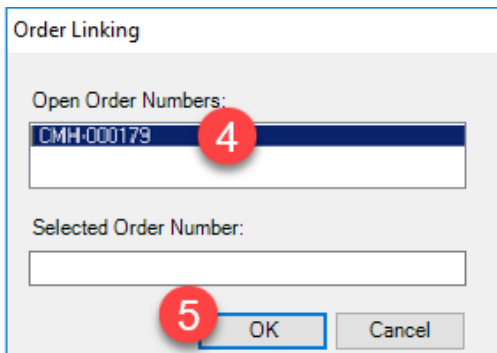 Order Linking
Open Order Numbers:
CMH-000179
4
Selected Order Number:
5
OK
Cancel